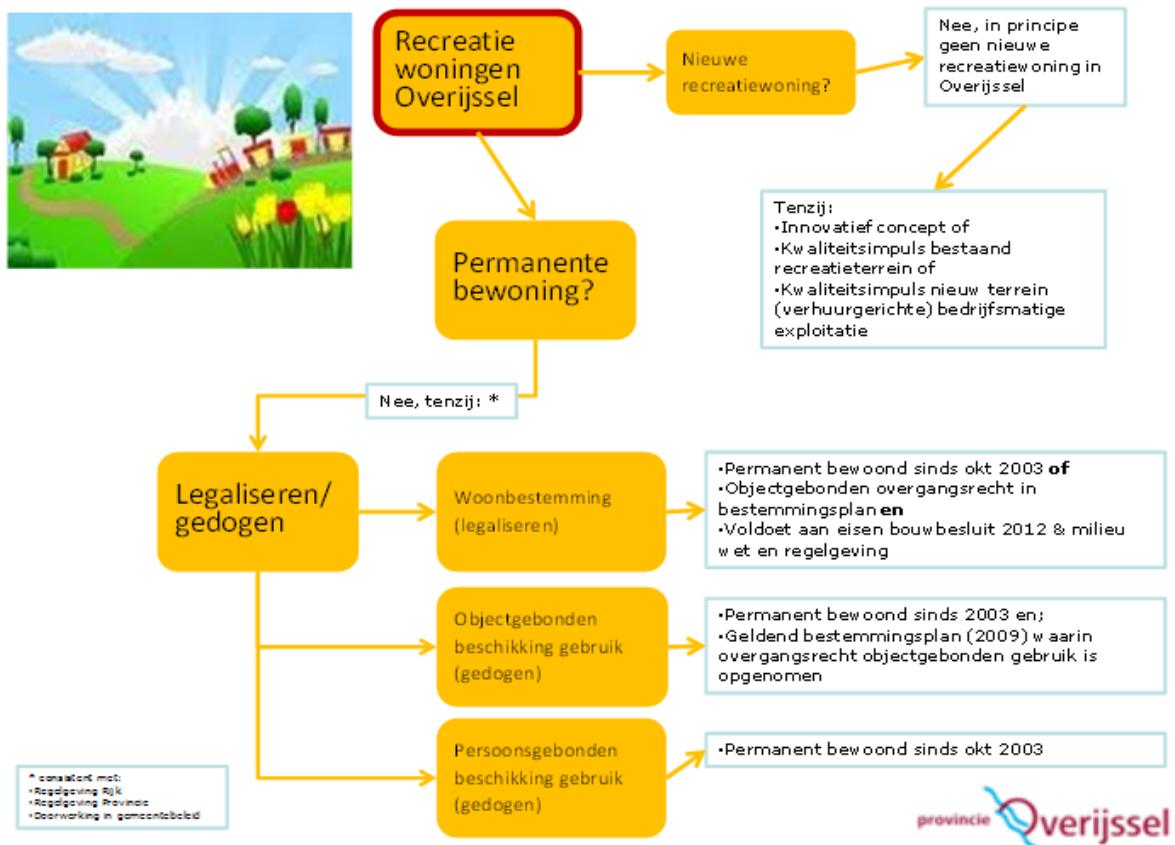 Recreatie
woningen
Overijssel
Nieuwe
recreatiewoning?
Nee, in principe
geen nieuwe
recreatiewoning in
Overijssel
Tenzij:
•Innovatief concept of
•Kwaliteitsimpuls bestaand
recreatieterrein of
•Kwaliteitsimpuls nieuw terrein
(verhuurgerichte) bedrijfsmatige
exploitatie
Permanente
bewoning?
Nee, tenzij: *
Legaliseren/
gedogen
Woonbestemming
(legaliseren)
•Permanent bewoond sinds okt 2003 of
•Objectgebonden overgangsrecht in
bestemmingsplan en
•Voldoet aan eisen bouwbesluit 2012 & milieu
wet en regelgeving
Objectgebonden
beschikking gebruik
(gedogen)
•Permanent bewoond sinds 2003 en;
•Geldend bestemmingsplan (2009) waarin
overgangsrecht objectgebonden gebruik is
opgenomen
Persoonsgebonden
beschikking gebruik
(gedogen)
•Permanent bewoond sinds okt 2003
* consistent met:
•Regelgeving Rijk
•Regelgeving Provincie
•Doorwerking in gemeentebeleid
provincie Overijssel